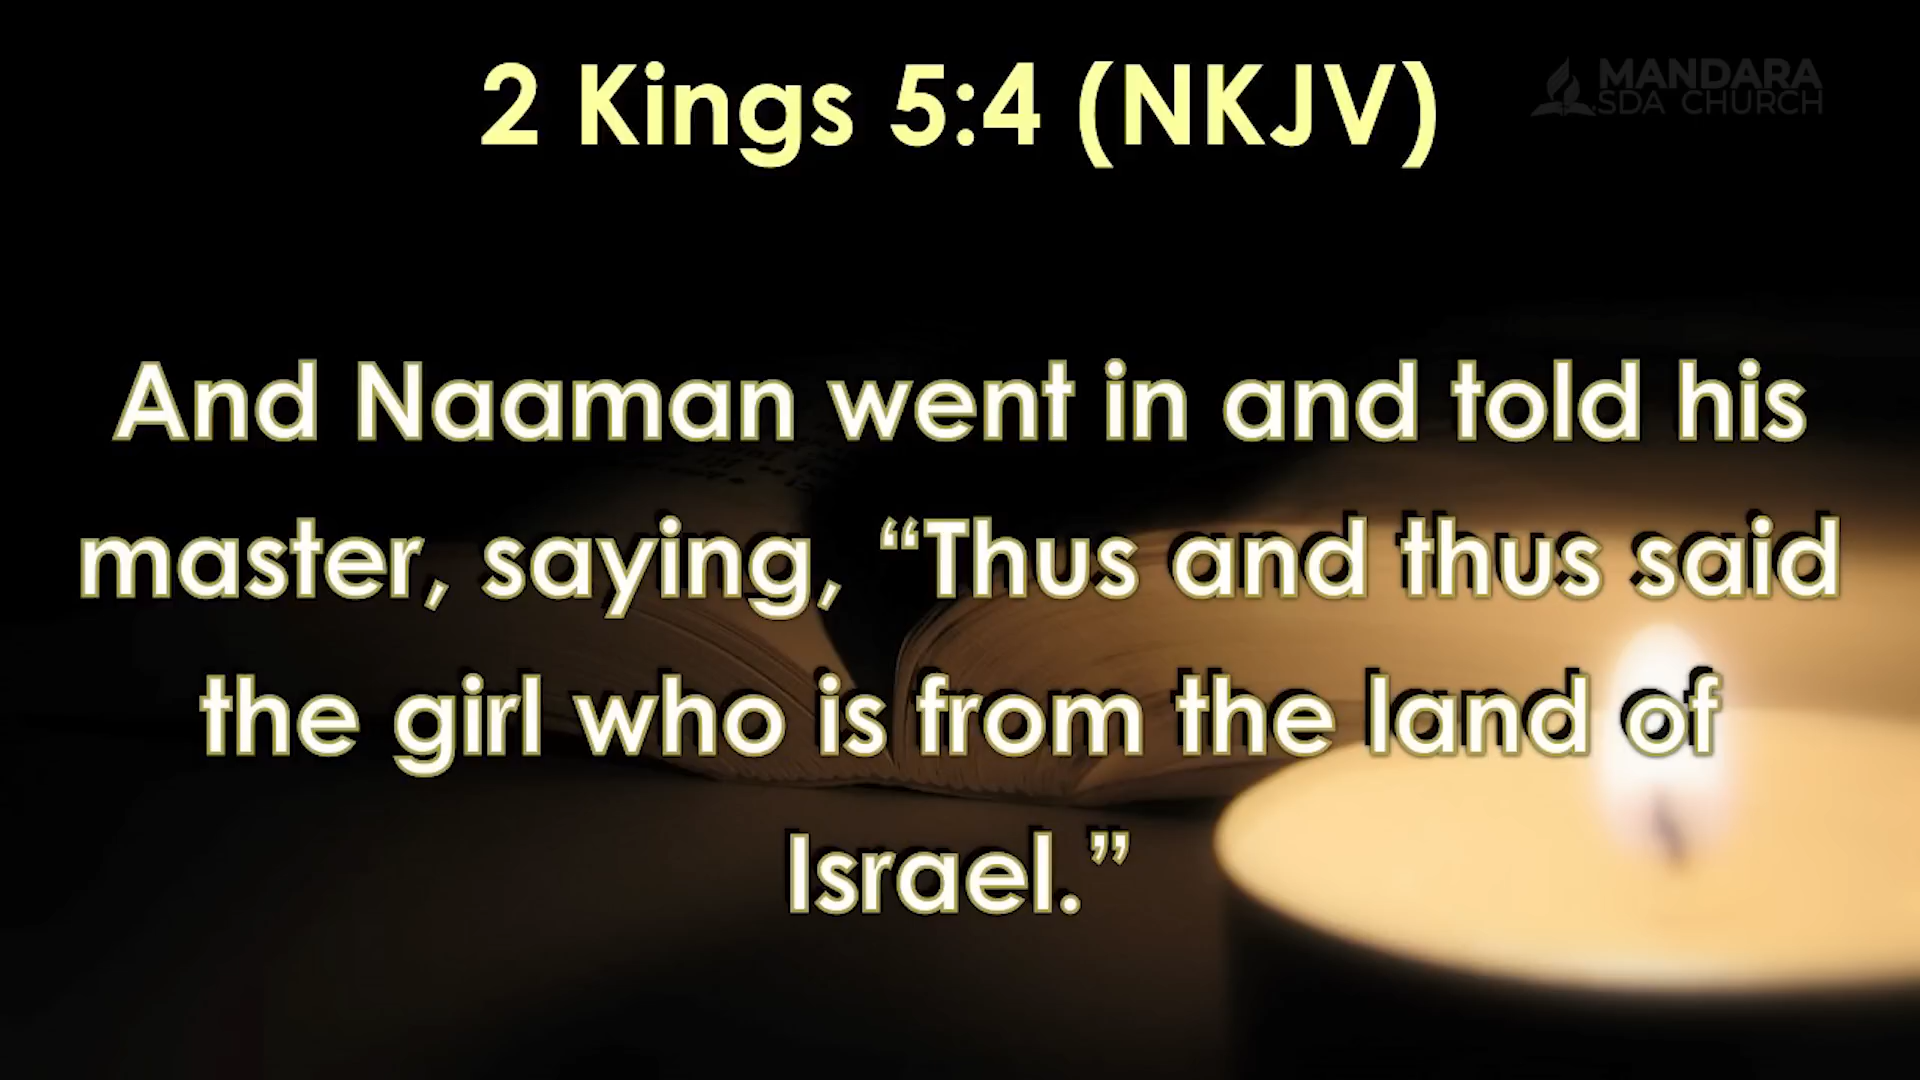 2 Kings 5:4 (NKJV)
MANDARA
SDA CHURCH
And Naaman went in and told his
master, saying, “Thus and thus said
the girl who is from the land of
Israel.”